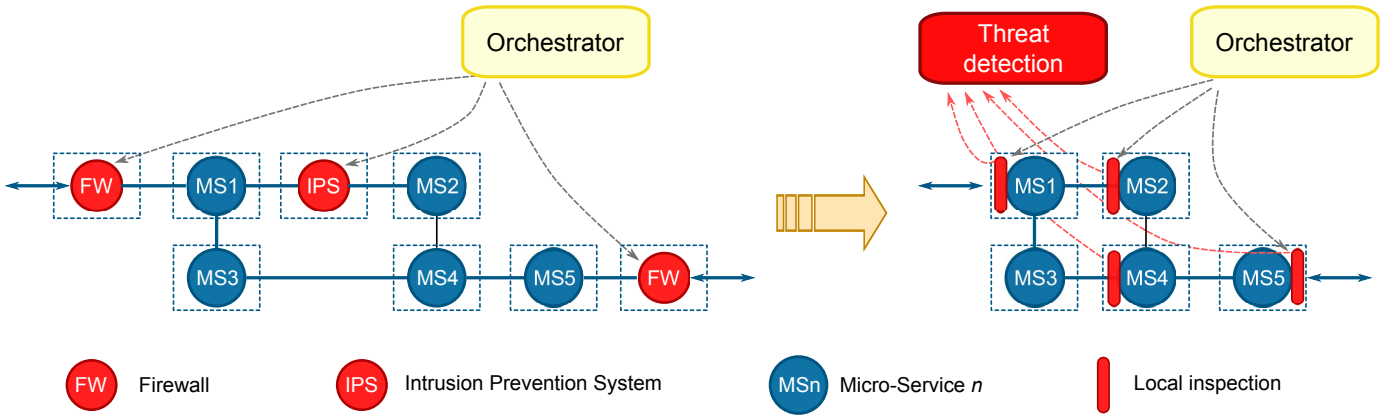 Orchestrator
FW
MS1
IPS
MS2
MS3
MS4
MS5
FW
Threat
detection
Orchestrator
MS1
MS2
MS3
MS4
MS5
FW
Firewall
IPS
Intrusion Prevention System
MSn
Micro-Service n
Local inspection